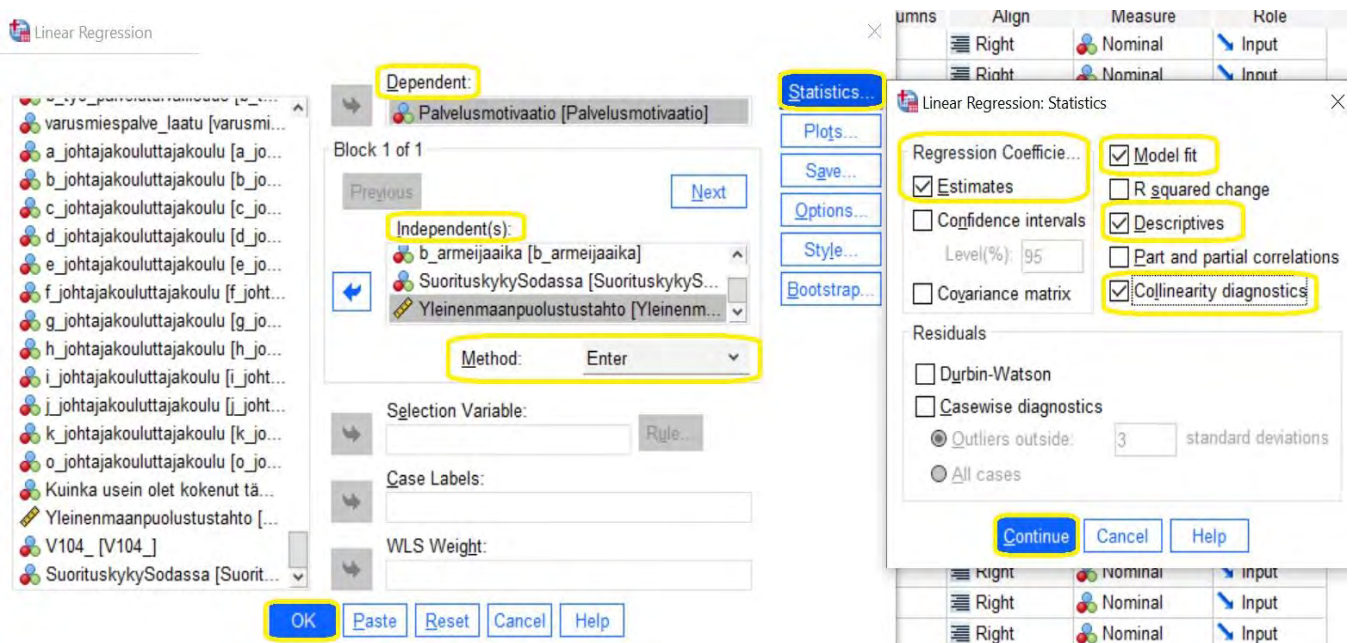 Linear Regression
varusmiespalve_laatu [varusmi...
a_johtajakouluttajakoulu [a_jo...
b_johtajakouluttajakoulu [b_jo...
c_johtajakouluttajakoulu [c_jo...
d_johtajakouluttajakoulu [d_jo...
e_johtajakouluttajakoulu [e_jo...
f_johtajakouluttajakoulu [f_joht...
g_johtajakouluttajakoulu [g_jo...
h_johtajakouluttajakoulu [h_jo...
i_johtajakouluttajakoulu [i_joht...
j_johtajakouluttajakoulu [j_joht...
k_johtajakouluttajakoulu [k_jo...
o_johtajakouluttajakoulu [o_jo...
Kuinka usein olet kokenut tä...
Yleinenmaanpuolustustahto [...
V104_ [V104_]
SuorituskykySodassa [Suorit...
Dependent:
Palvelusmotivaatio [Palvelusmotivaatio]
Block 1 of 1
Previous
Next
Independent(s):
b_armeijaaika [b_armeijaaika]
SuorituskykySodassa [SuorituskykyS...
Yleinenmaanpuolustustahto [Yleinenm...
Method: Enter
Selection Variable:
Rule...
Case Labels:
WLS Weight:
OK Paste Reset Cancel Help
Statistics...
Plots...
Save...
Options...
Style...
Bootstrap...
umns Align Measure Role
Right Nominal Input
Right Nominal Input
Linear Regression: Statistics
Regression Coefficie...
Estimates
Confidence intervals
Level(%): 95
Covariance matrix
Model fit
R squared change
Descriptives
Part and partial correlations
Collinearity diagnostics
Residuals
Durbin-Watson
Casewise diagnostics
Outliers outside: 3 standard deviations
All cases
Continue Cancel Help
Right Nominal Input
Right Nominal Input
Right Nominal Input